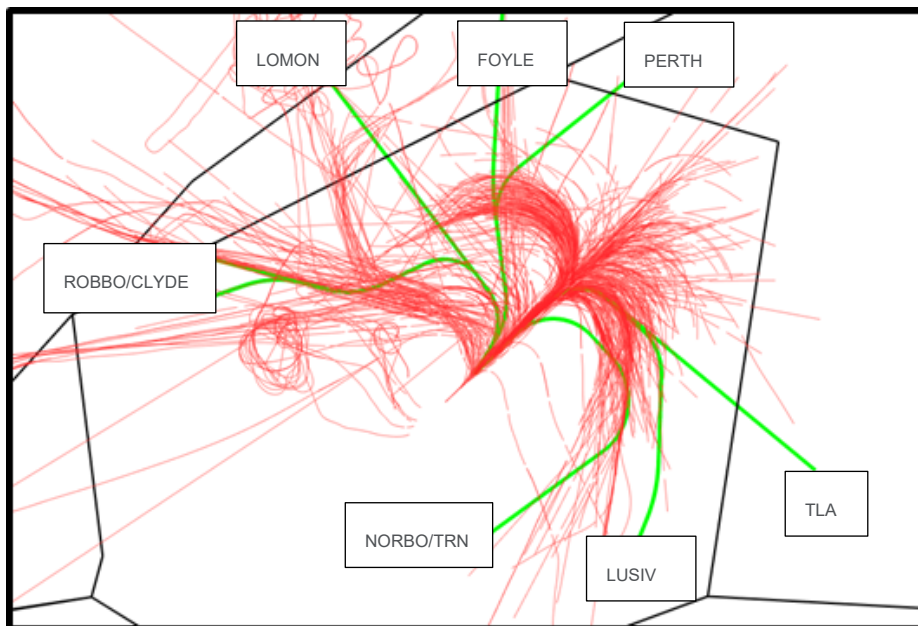 LOMON
FOYLE
PERTH
ROBBO/CLYDE
NORBO/TRN
TLA
LUSIV